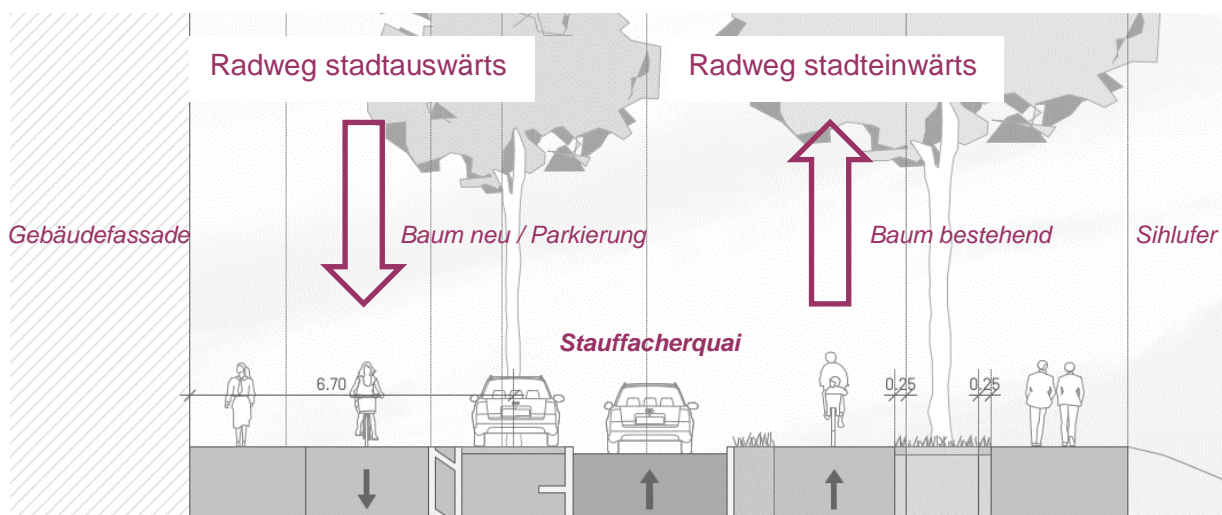 Radweg stadtauswärts
Radweg stadteinwärts
Gebäudefassade
Baum neu / Parkierung
Baum bestehend
Sihlufer
Stauffacherquai
6.70
0.25
0.25